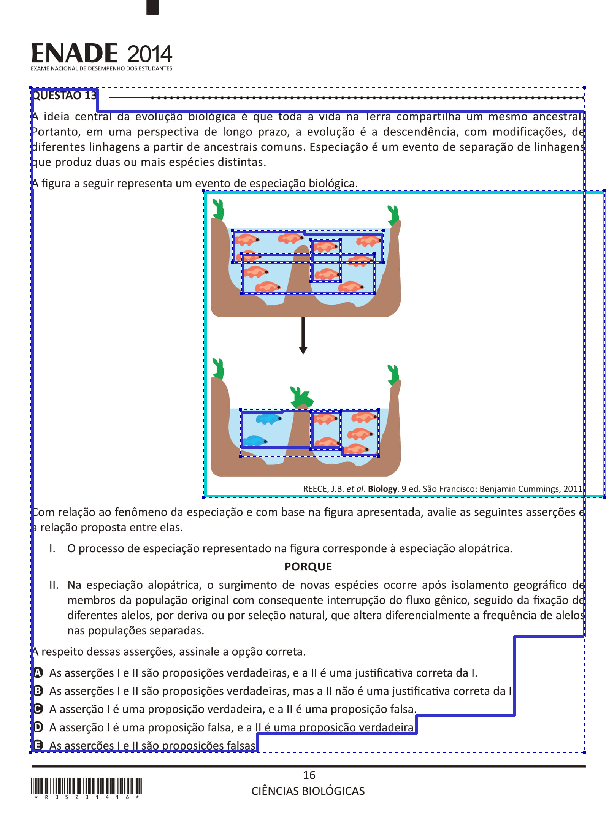 ENADE 2014
EXAME NACIONAL DE DESEMPENHO DOS ESTUDANTES
QUESTÃO 13
A ideia central da evolução biológica é que toda a vida na Terra compartilha um mesmo ancestral.
Portanto, em uma perspectiva de longo prazo, a evolução é a descendência, com modificações, de
diferentes linhagens a partir de ancestrais comuns. Especiação é um evento de separação de linhagens
que produz duas ou mais espécies distintas.
A figura a seguir representa um evento de especiação biológica.
REECE, J.B. et al. Biology. 9 ed. São Francisco: Benjamin Cummings, 2011.
Com relação ao fenômeno da especiação e com base na figura apresentada, avalie as seguintes asserções e
a relação proposta entre elas.
I. O processo de especiação representado na figura corresponde à especiação alopátrica.
PORQUE
II. Na especiação alopátrica, o surgimento de novas espécies ocorre após isolamento geográfico de
membros da população original com consequente interrupção do fluxo gênico, seguido da fixação de
diferentes alelos, por deriva ou por seleção natural, que altera diferencialmente a frequência de alelos
nas populações separadas.
A respeito dessas asserções, assinale a opção correta.
A As asserções I e II são proposições verdadeiras, e a II é uma justificativa correta da I.
B As asserções I e II são proposições verdadeiras, mas a II não é uma justificativa correta da I.
C A asserção I é uma proposição verdadeira, e a II é uma proposição falsa.
D A asserção I é uma proposição falsa, e a II é uma proposição verdadeira.
E As asserções I e II são proposições falsas.
16
CIÊNCIAS BIOLÓGICAS